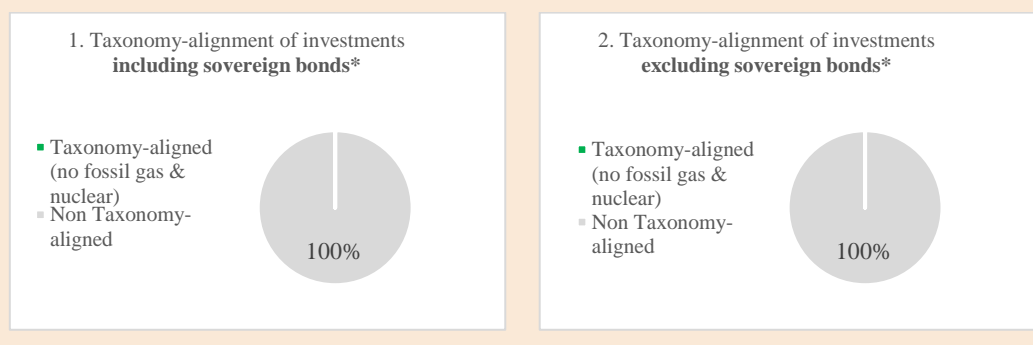 1. Taxonomy-alignment of investments
including sovereign bonds*
Taxonomy-aligned
(no fossil gas &
nuclear)
Non Taxonomy-
aligned
100%
2. Taxonomy-alignment of investments
excluding sovereign bonds*
Taxonomy-aligned
(no fossil gas &
nuclear)
Non Taxonomy-
aligned
100%